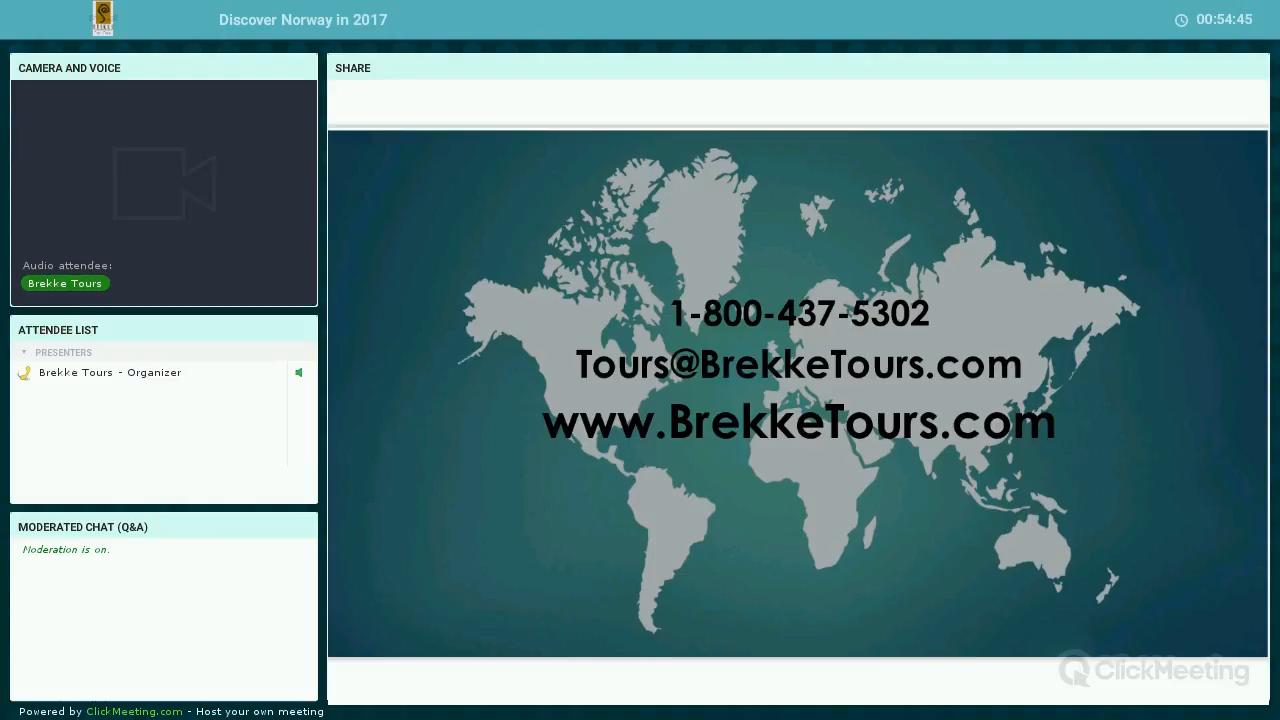 Discover Norway in 2017
00:54:45
CAMERA AND VOICE
Audio attendee:
Brekke Tours
ATTENDEE LIST
PRESENTERS
Brekke Tours - Organizer
MODERATED CHAT (Q&A)
Moderation is on.
SHARE
1-800-437-5302
Tours@BrekkeTours.com
www.BrekkeTours.com
ClickMeeting
Powered by ClickMeeting.com - Host your own meeting